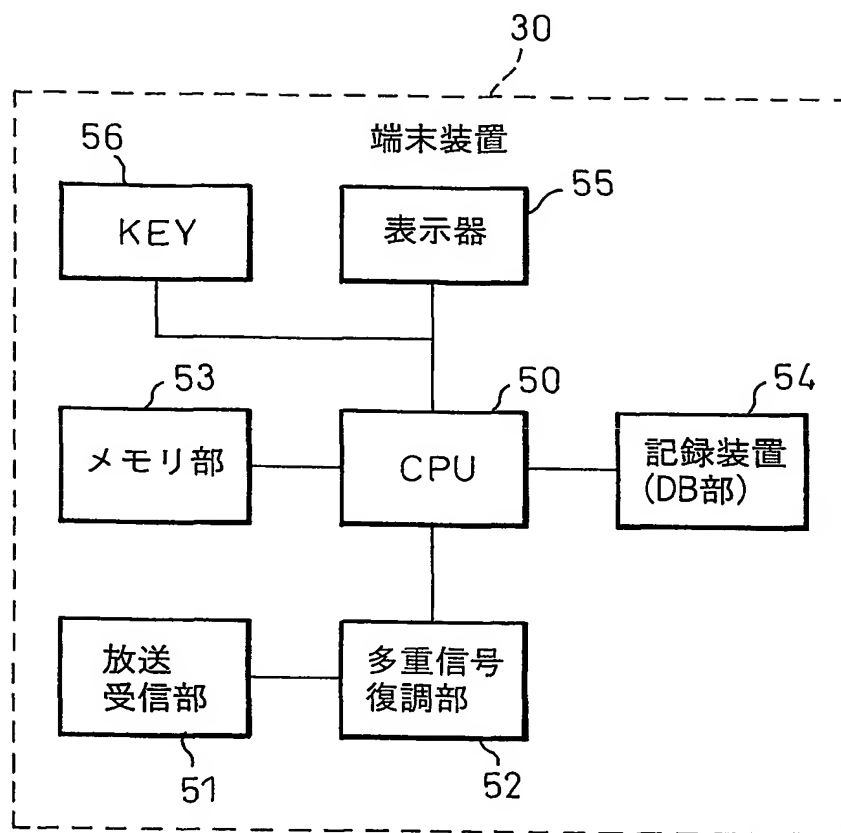 30
端末装置
56
KEY
55
表示器
53
メモリ部
50
CPU
54
記録装置
(DB部)
放送
受信部
51
多重信号
復調部
52